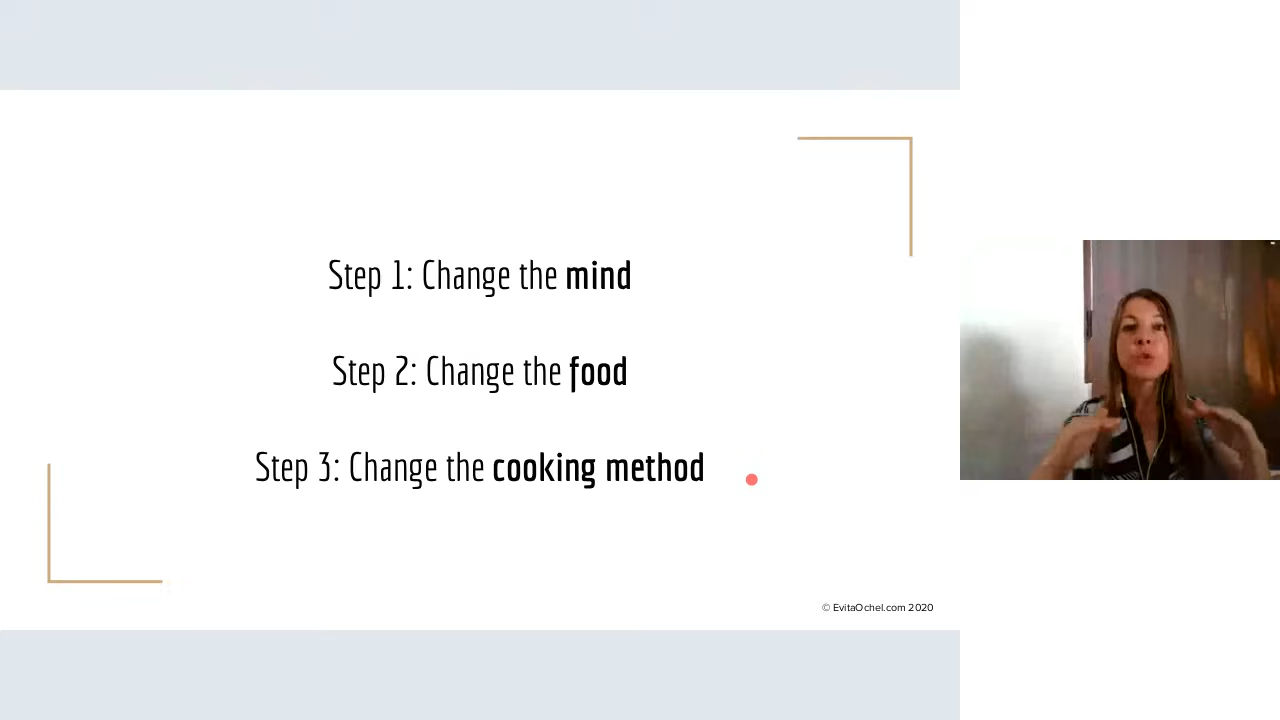 Step 1: Change the mind
Step 2: Change the food
Step 3: Change the cooking method
© EvitaOchel.com 2020